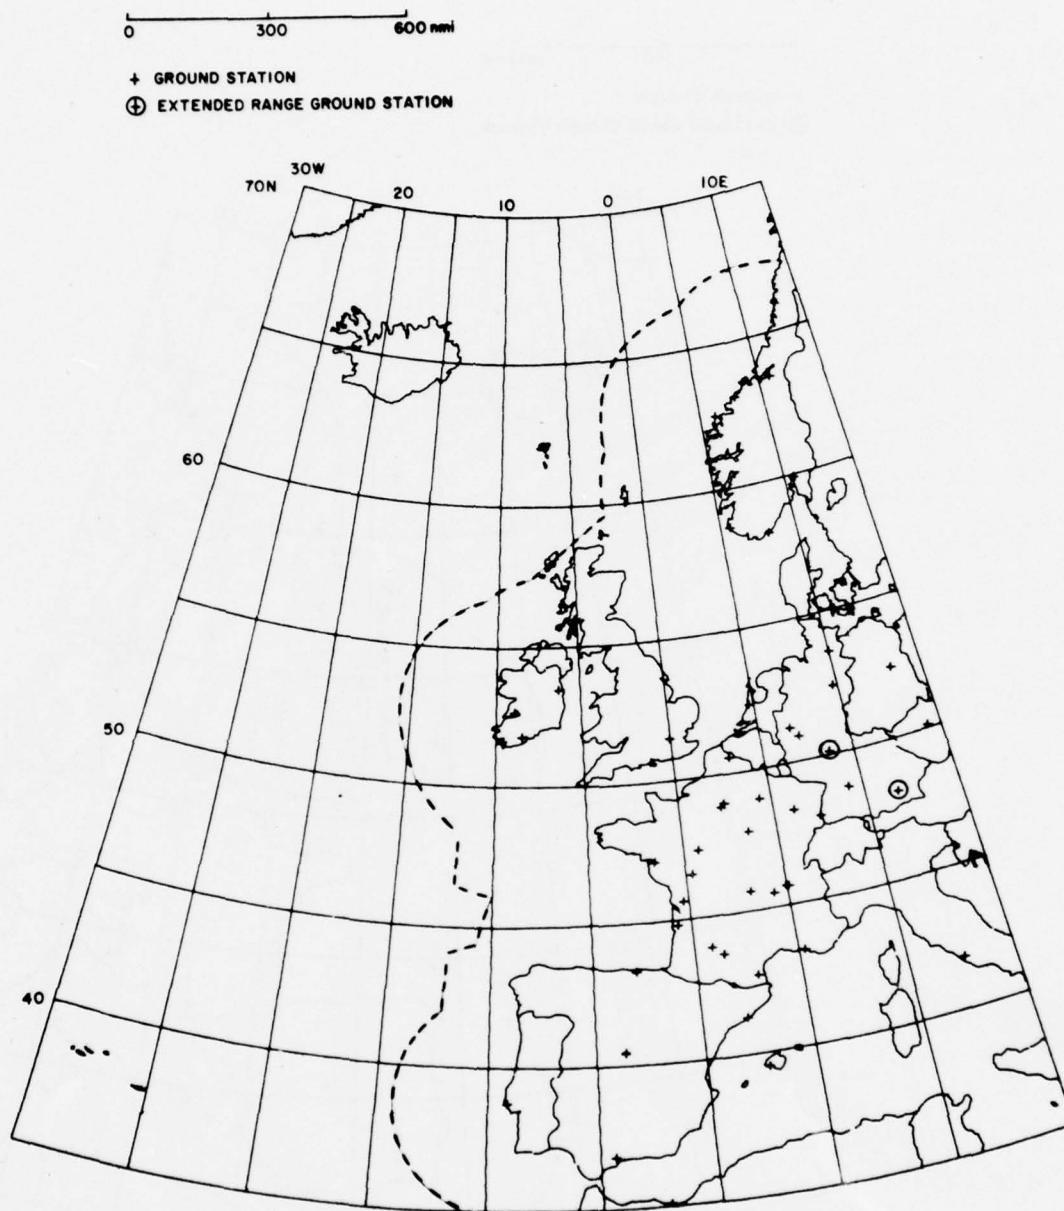 0 300 600 nmi
+ GROUND STATION
⊕ EXTENDED RANGE GROUND STATION
70N 30W 20 10 0 10E
60
50
40